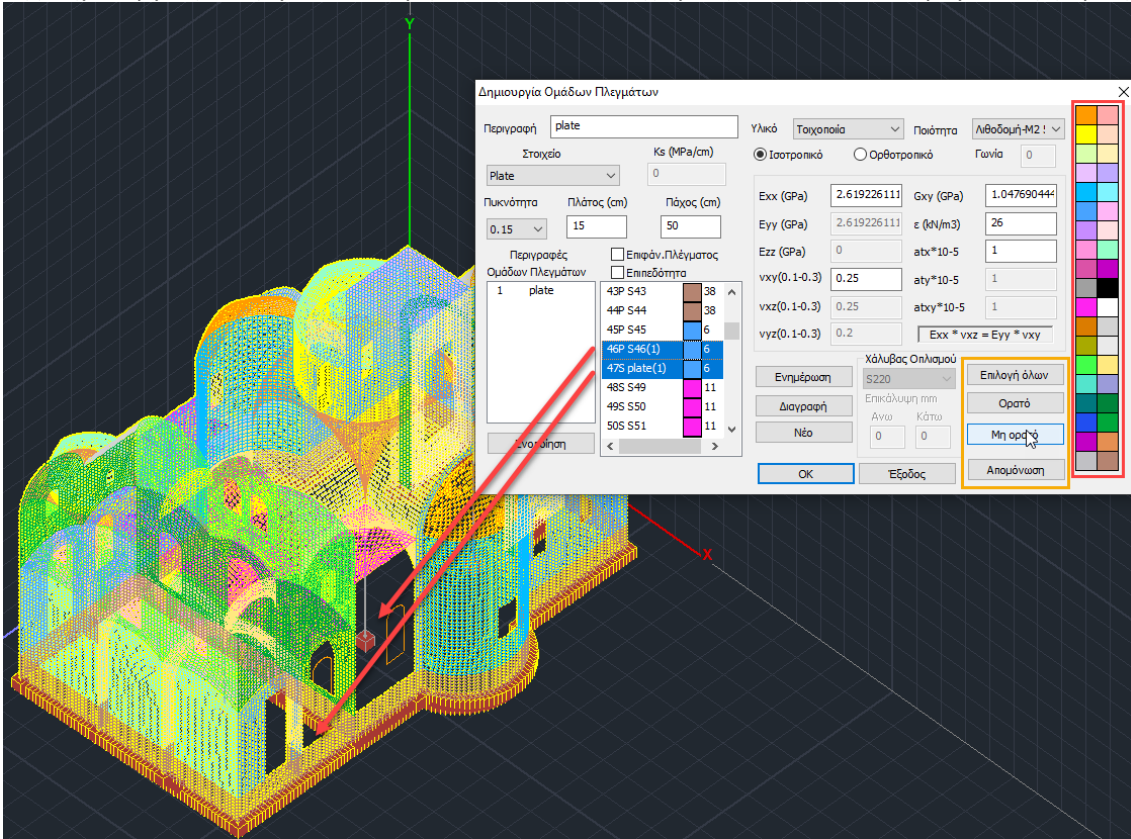 Y
Δημιουργία Ομάδων Πλεγμάτων
Περιγραφή plate
Υλικό Τοιχοποιία Ποιότητα Λιθοδομή-M2 !
Στοιχείο Ks (MPa/cm)
Ισοτροπικό Ορθοτροπικό Γωνία 0
Plate 0
Πυκνότητα Πλάτος (cm) Πάχος (cm)
0.15 15 50
Exx (GPa) 2.619226111 Gxy (GPa) 1.047690444
Eyy (GPa) 2.619226111 ε (kN/m3) 26
Ezz (GPa) 0 atx*10-5 1
νxy(0.1-0.3) 0.25 aty*10-5 1
νxz(0.1-0.3) 0.25 atxy*10-5 1
νyz(0.1-0.3) 0.2 Exx * νxz = Eyy * νxy
Περιγραφές Επιφάν.Πλέγματος
Ομάδων Πλεγμάτων Επιπεδότητα
1 plate
43P S43 38
44P S44 38
45P S45 6
46P S46(1) 6
47S plate(1) 6
48S S49 11
49S S50 11
50S S51 11
Ενοποίηση
Ενημέρωση
Διαγραφή
Νέο
Χάλυβας Οπλισμού
S220
Επικάλυψη mm
Ανω Κάτω
0 0
Επιλογή όλων
Ορατό
Μη ορατό
Απομόνωση
OK Έξοδος
X